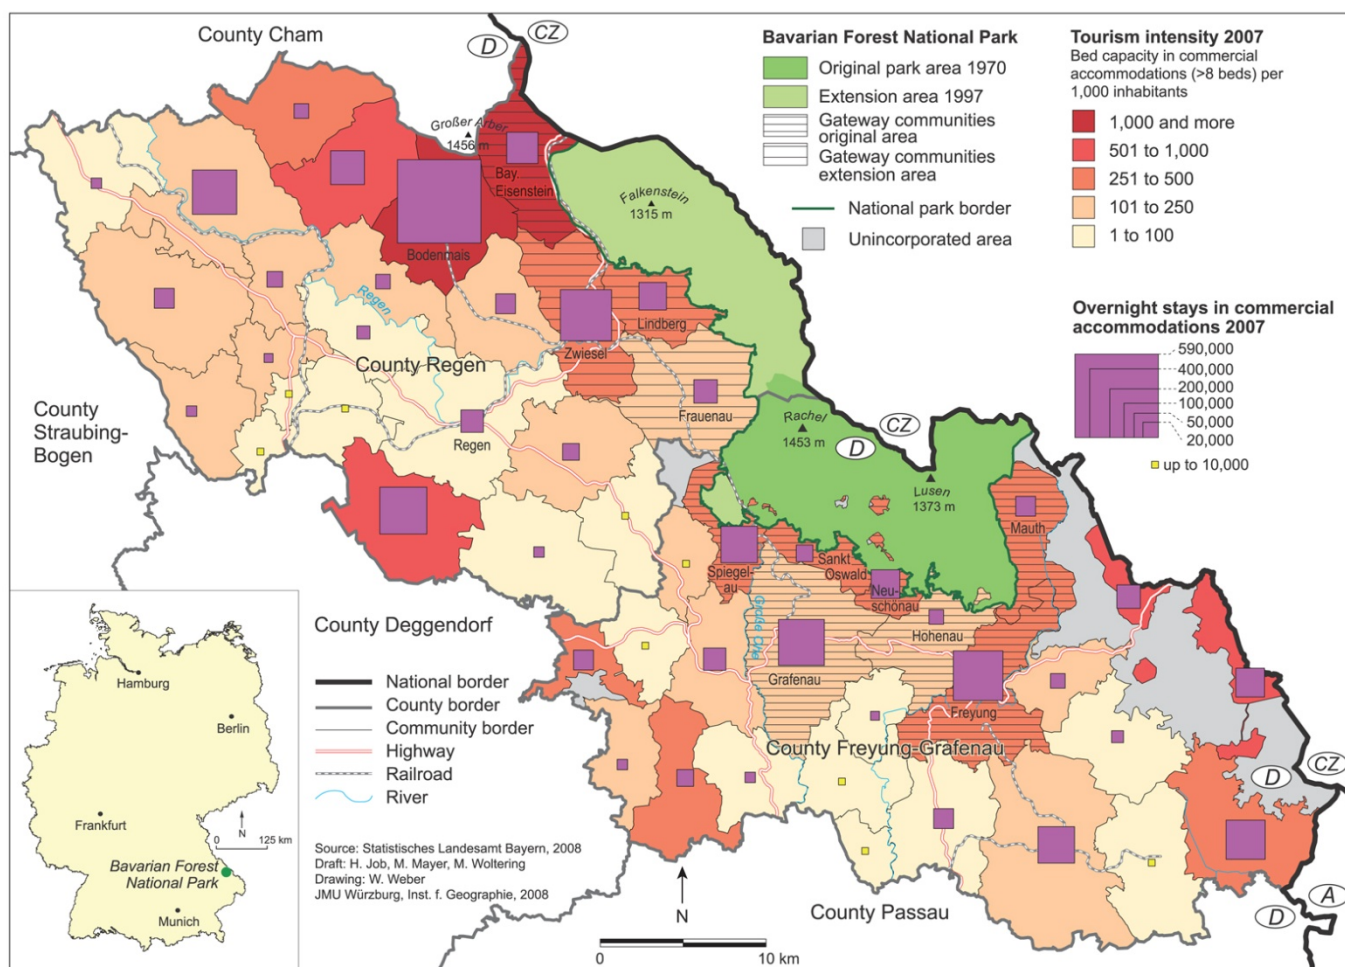 County Cham
D
CZ
Großer Arber
1456 m
Bay
Eisenstein
Bodenmais
Falkenstein
1315 m
Regen
Lindberg
Zwiesel
County Regen
Frauenau
County
Straubing-
Bogen
Regen
Rachel
1453 m
D
CZ
Lusen
1373 m
Mauth
Spiegel-
au
Sankt
Oswald
Neu-
schönau
Große Ohe
Hohenau
Grafenau
Freyung
County Freyung-Grafenau
County Deggendorf
County Passau
D
CZ
A
D
Bavarian Forest National Park
Original park area 1970
Extension area 1997
Gateway communities
original area
Gateway communities
extension area
National park border
Unincorporated area
Tourism intensity 2007
Bed capacity in commercial
accommodations (>8 beds) per
1,000 inhabitants
1,000 and more
501 to 1,000
251 to 500
101 to 250
1 to 100
Overnight stays in commercial
accommodations 2007
590,000
400,000
200,000
100,000
50,000
20,000
up to 10,000
National border
County border
Community border
Highway
Railroad
River
Source: Statistisches Landesamt Bayern, 2008
Draft: H. Job, M. Mayer, M. Woltering
Drawing: W. Weber
JMU Würzburg, Inst. f. Geographie, 2008
N
0
10 km
Hamburg
Berlin
Frankfurt
N
0
125 km
Bavarian Forest
National Park
Munich